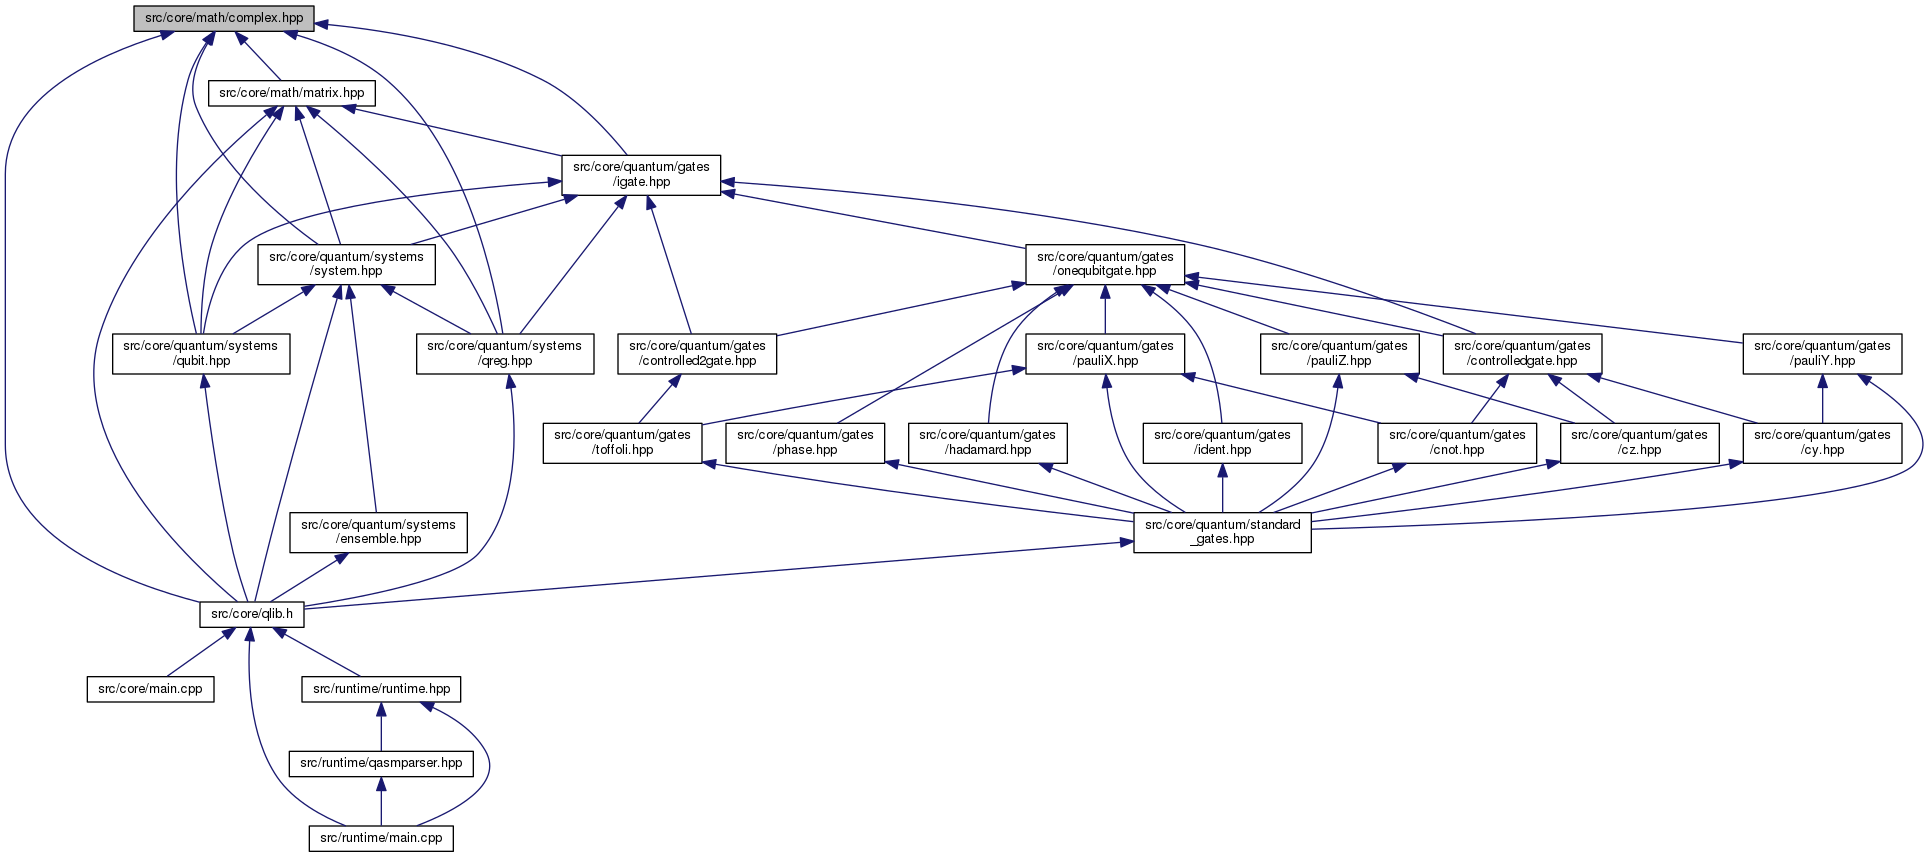 src/core/math/complex.hpp
src/core/math/matrix.hpp
src/core/quantum/gates
/igate.hpp
src/core/quantum/systems
/system.hpp
src/core/quantum/gates
/onequbitgate.hpp
src/core/quantum/systems
/qubit.hpp
src/core/quantum/systems
/qreg.hpp
src/core/quantum/gates
/controlled2gate.hpp
src/core/quantum/gates
/pauliX.hpp
src/core/quantum/gates
/pauliZ.hpp
src/core/quantum/gates
/controlledgate.hpp
src/core/quantum/gates
/pauliY.hpp
src/core/quantum/gates
/toffoli.hpp
src/core/quantum/gates
/phase.hpp
src/core/quantum/gates
/hadamard.hpp
src/core/quantum/gates
/ident.hpp
src/core/quantum/gates
/cnot.hpp
src/core/quantum/gates
/cz.hpp
src/core/quantum/gates
/cy.hpp
src/core/quantum/systems
/ensemble.hpp
src/core/quantum/standard
_gates.hpp
src/core/qlib.h
src/core/main.cpp
src/runtime/runtime.hpp
src/runtime/qasmparser.hpp
src/runtime/main.cpp